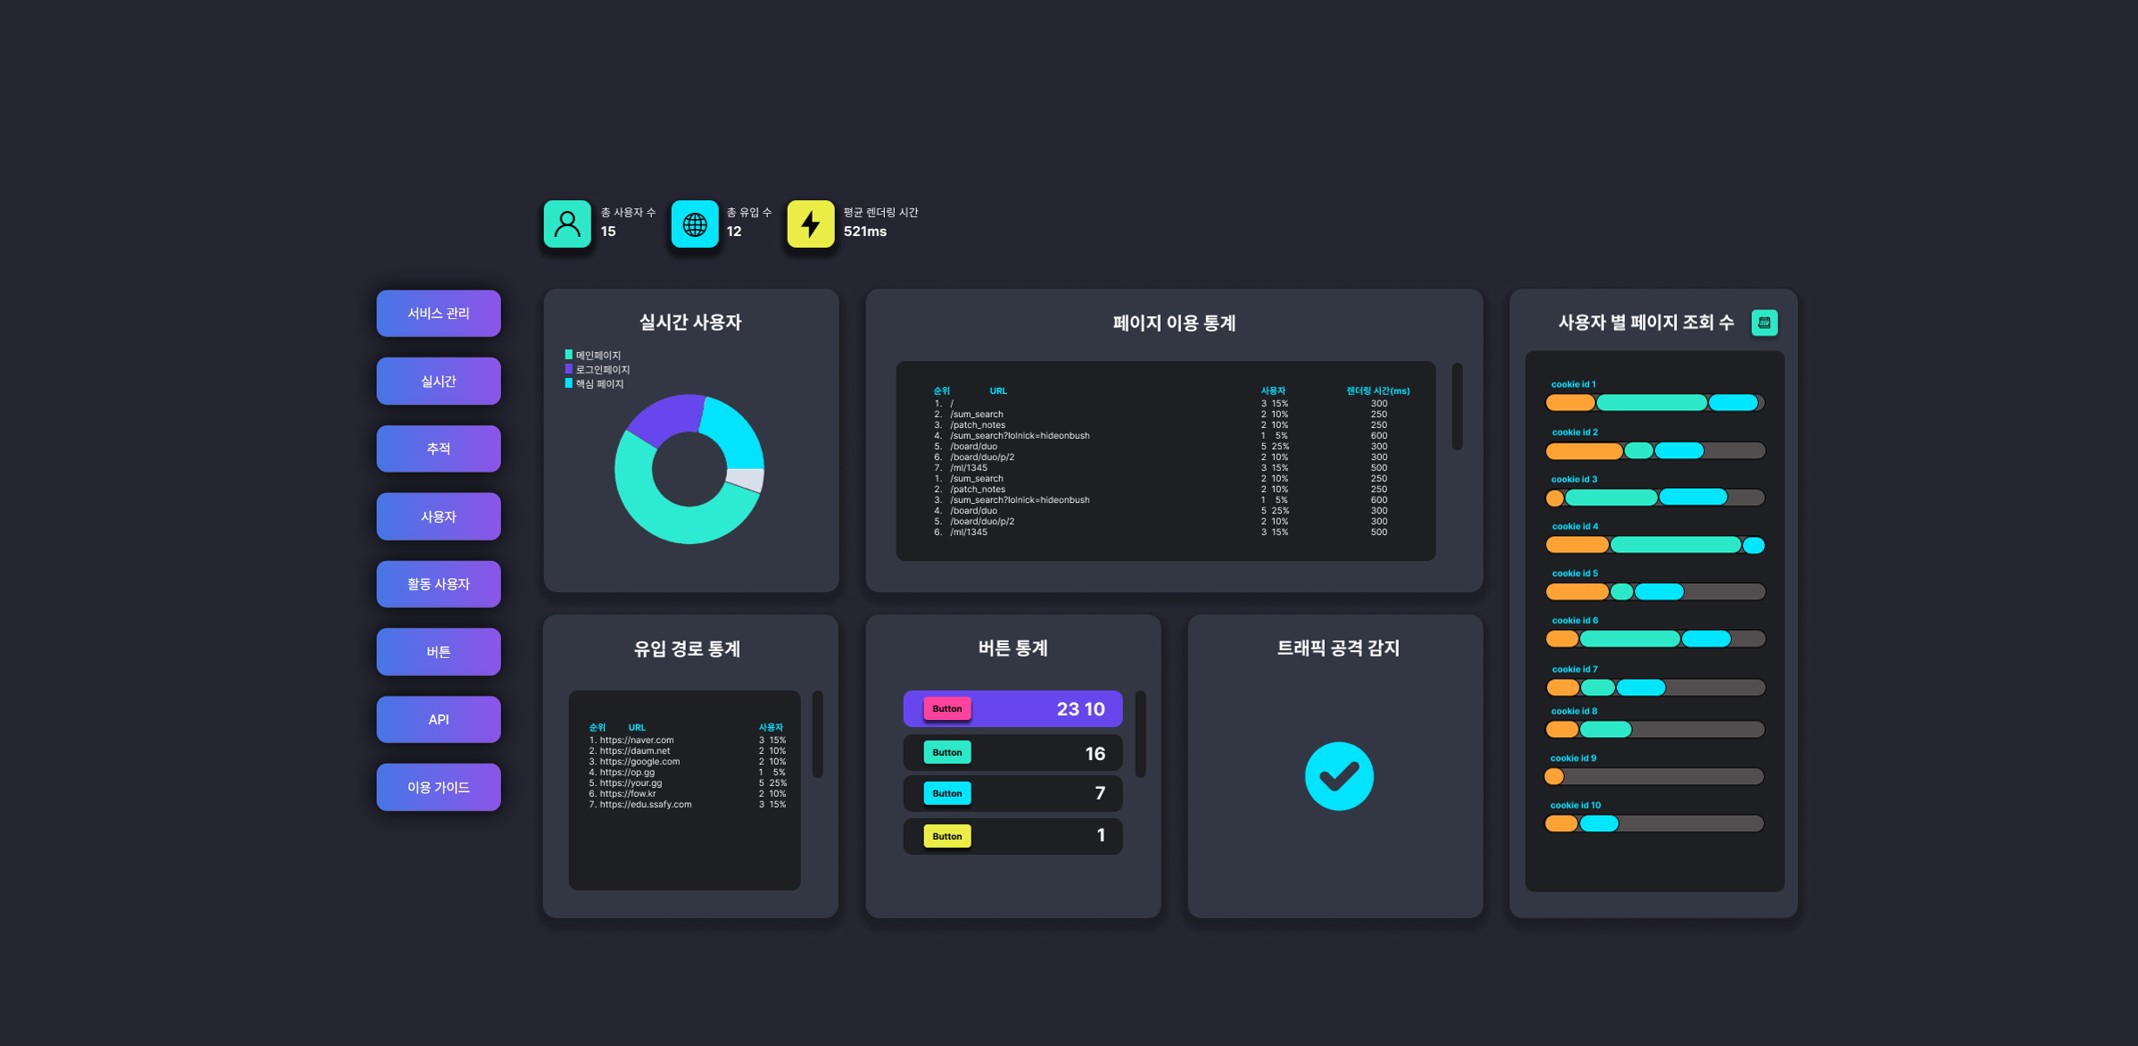 총 사용자 수
15
총 유입 수
12
평균 렌더링 시간
521ms
서비스 관리
실시간
추적
사용자
활동 사용자
버튼
API
이용 가이드
실시간 사용자
메인페이지
로그인페이지
핵심 페이지
페이지 이용 통계
순위 URL 사용자 렌더링 시간(ms)
1. / 3 15% 300
2. /sum_search 2 10% 250
3. /patch_notes 2 10% 250
4. /sum_search?lolnick=hideonbush 1 5% 600
5. /board/duo 5 25% 300
6. /board/duo/p/2 2 10% 300
7. /ml/1345 3 15% 500
1. /sum_search 2 10% 250
2. /patch_notes 2 10% 250
3. /sum_search?lolnick=hideonbush 1 5% 600
4. /board/duo 5 25% 300
5. /board/duo/p/2 2 10% 300
6. /ml/1345 3 15% 500
유입 경로 통계
순위 URL 사용자
1. https://naver.com 3 15%
2. https://daum.net 2 10%
3. https://google.com 2 10%
4. https://op.gg 1 5%
5. https://your.gg 5 25%
6. https://fow.kr 2 10%
7. https://edu.ssafy.com 3 15%
버튼 통계
Button 23 10
Button 16
Button 7
Button 1
트래픽 공격 감지
사용자 별 페이지 조회 수
cookie id 1
cookie id 2
cookie id 3
cookie id 4
cookie id 5
cookie id 6
cookie id 7
cookie id 8
cookie id 9
cookie id 10